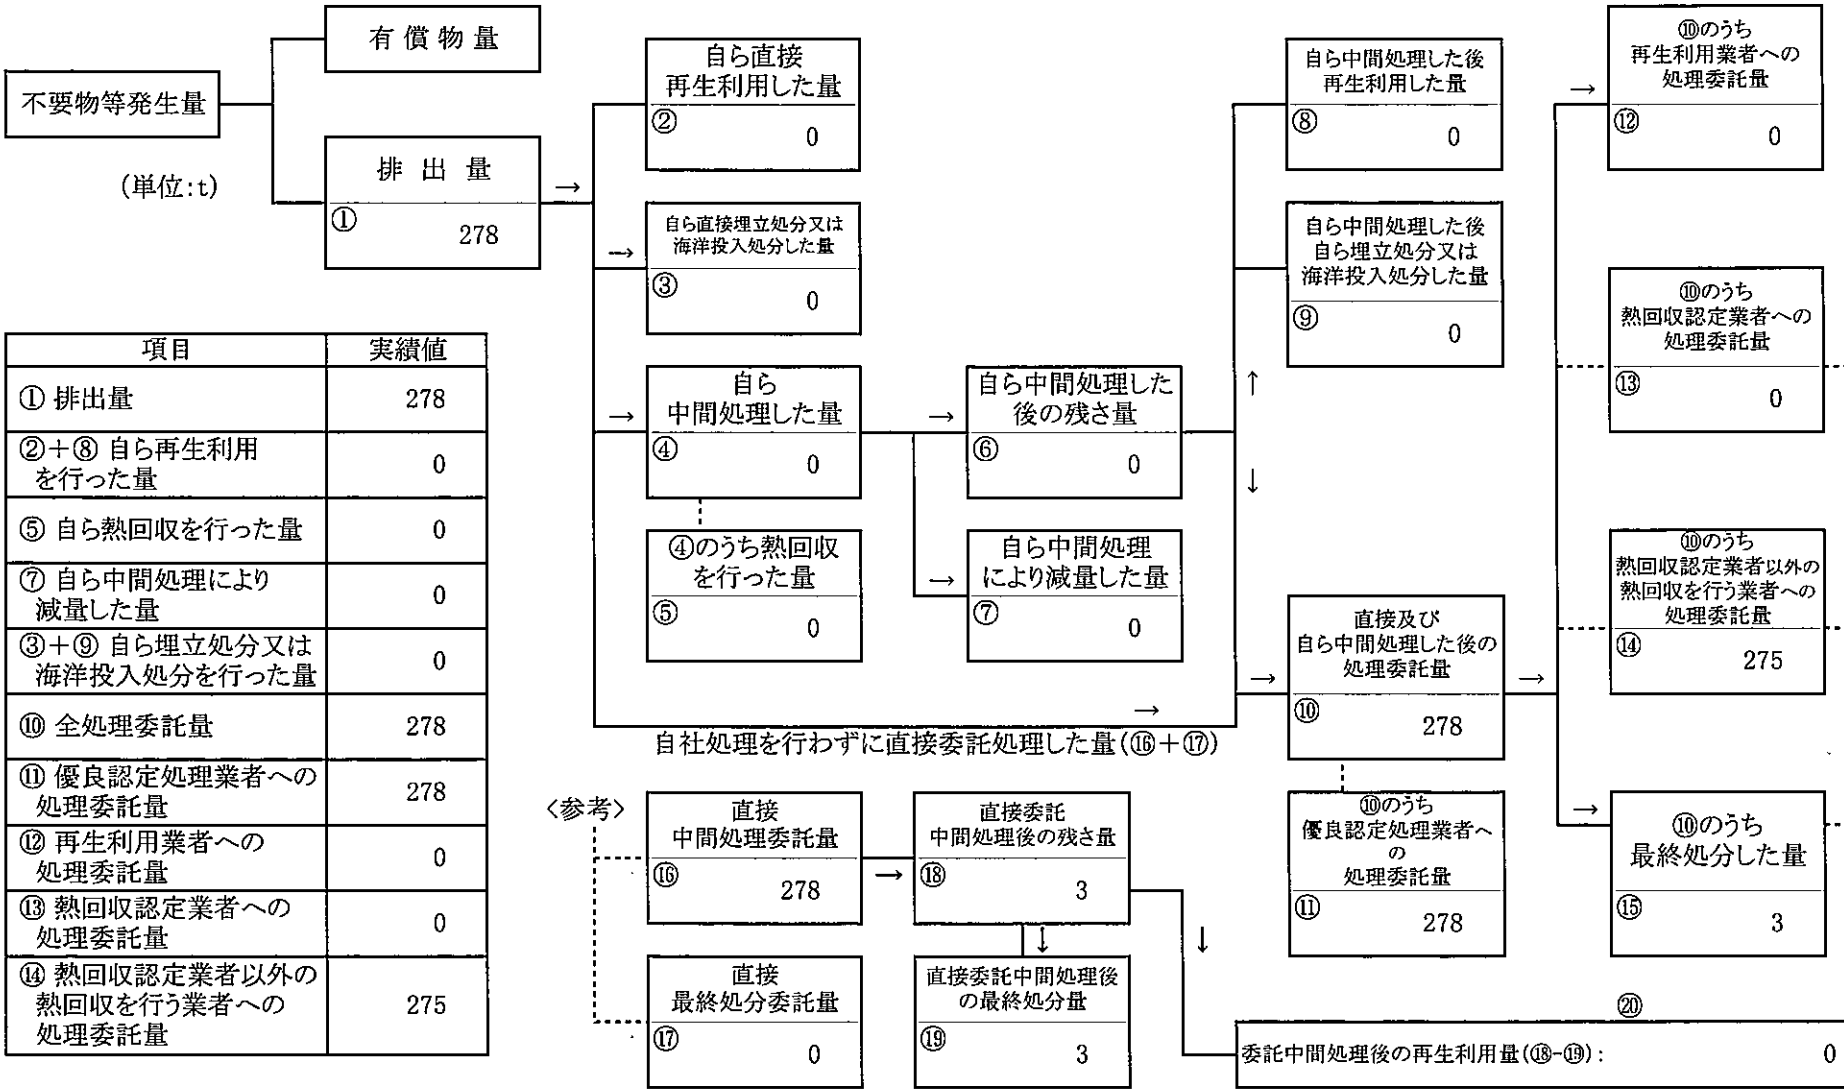 不要物等発生量
(単位:t)
有償物量
排出量
①
278
自ら直接
再生利用した量
②
0
→
自ら直接埋立処分又は
海洋投入処分した量
③
0
→
自ら
中間処理した量
④
0
→
④のうち熱回収
を行った量
⑤
0
自ら中間処理した
後の残さ量
⑥
0
→
自ら中間処理
により減量した量
⑦
0
→
自ら中間処理した後
再生利用した量
⑧
0
自ら中間処理した後
自ら埋立処分又は
海洋投入処分した量
⑨
0
↑
↓
直接及び
自ら中間処理した後の
処理委託量
⑩
278
→
→
自社処理を行わずに直接委託処理した量(⑯+⑰)
⑩のうち
優良認定処理業者へ
の
処理委託量
⑪
278
→
⑩のうち
再生利用業者への
処理委託量
⑫
0
→
⑩のうち
熱回収認定業者への
処理委託量
⑬
0
⑩のうち
熱回収認定業者以外の
熱回収を行う業者への
処理委託量
⑭
275
→
⑩のうち
最終処分した量
⑮
3
→
項目 実績値
① 排出量 278
②+⑧ 自ら再生利用
を行った量 0
⑤ 自ら熱回収を行った量 0
⑦ 自ら中間処理により
減量した量 0
③+⑨ 自ら埋立処分又は
海洋投入処分を行った量 0
⑩ 全処理委託量 278
⑪ 優良認定処理業者への
処理委託量 278
⑫ 再生利用業者への
処理委託量 0
⑬ 熱回収認定業者への
処理委託量 0
⑭ 熱回収認定業者以外の
熱回収を行う業者への
処理委託量 275
〈参考〉
直接
中間処理委託量
⑯
278
→
直接
最終処分委託量
⑰
0
直接委託
中間処理後の残さ量
⑱
3
↓
直接委託中間処理後
の最終処分量
⑲
3
↓
⑳
委託中間処理後の再生利用量(⑱-⑲): 0